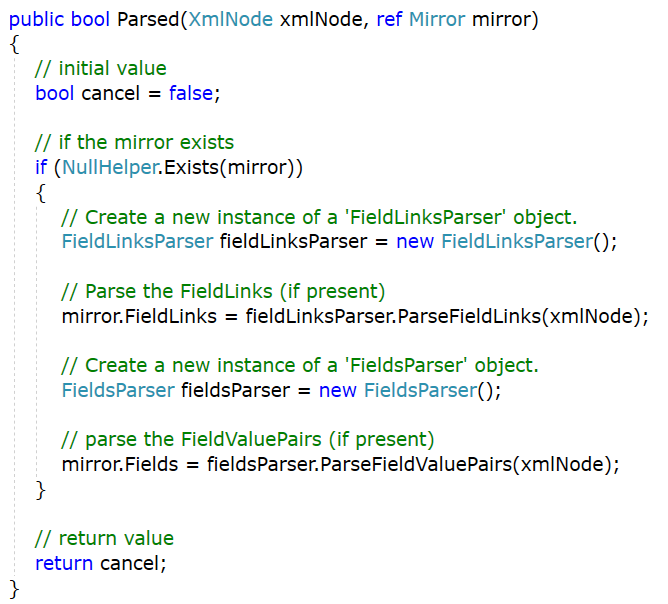 public bool Parsed(XmlNode xmlNode, ref Mirror mirror)
{
// initial value
bool cancel = false;
// if the mirror exists
if (NullHelper.Exists(mirror))
{
// Create a new instance of a 'FieldLinksParser' object.
FieldLinksParser fieldLinksParser = new FieldLinksParser();
// Parse the FieldLinks (if present)
mirror.FieldLinks = fieldLinksParser.ParseFieldLinks(xmlNode);
// Create a new instance of a 'FieldsParser' object.
FieldsParser fieldsParser = new FieldsParser();
// parse the FieldValuePairs (if present)
mirror.Fields = fieldsParser.ParseFieldValuePairs(xmlNode);
}
// return value
return cancel;
}